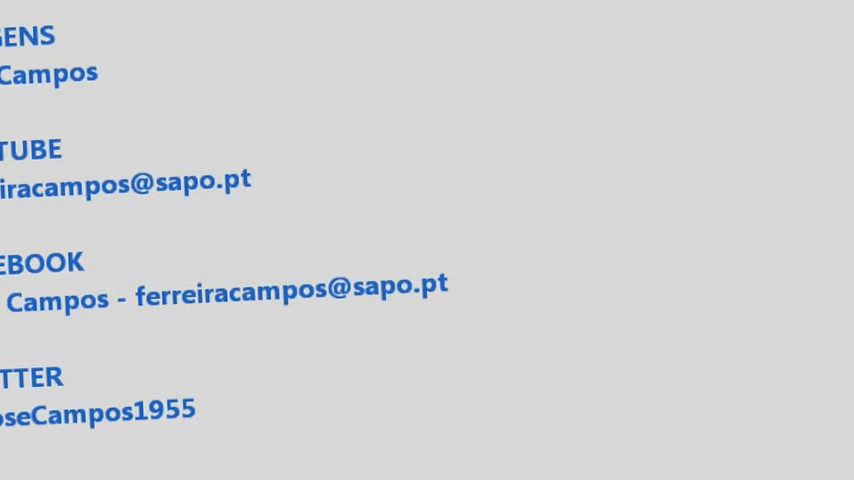 GENS
Campos
TUBE
iracampos@sapo.pt
EBOOK
Campos - ferreiracampos@sapo.pt
TTER
oseCampos1955